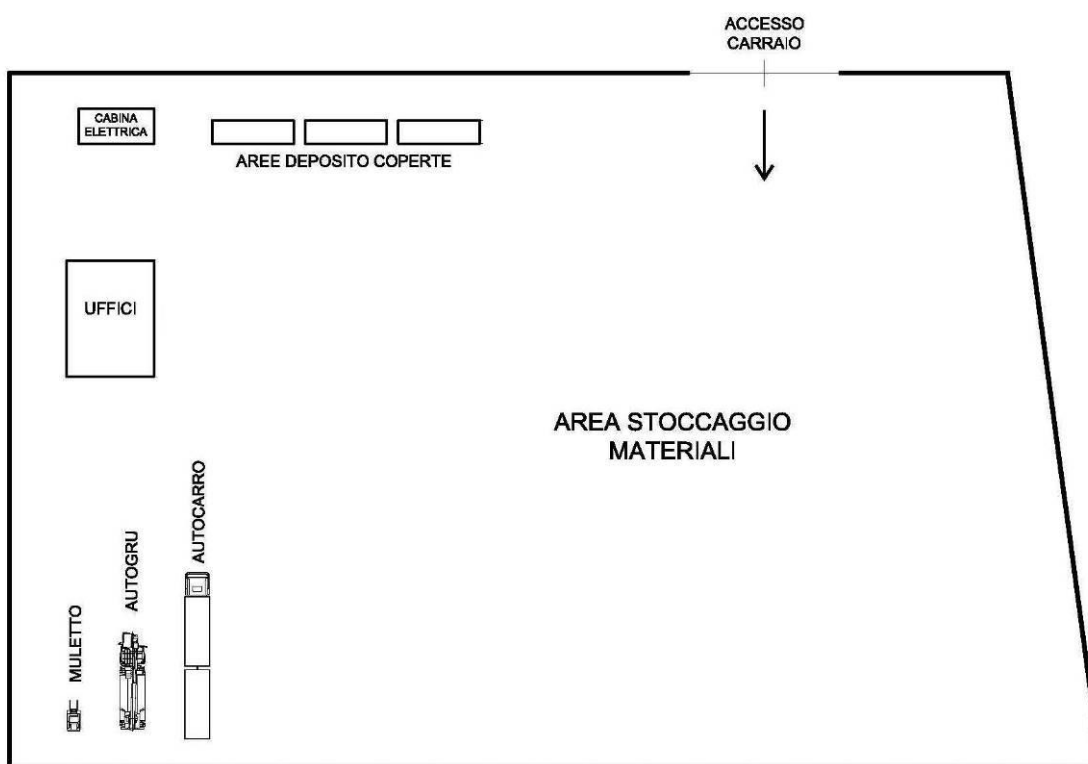 ACCESSO
CARRAIO
CABINA
ELETTRICA
AREE DEPOSITO COPERTE
UFFICI
AREA STOCCAGGIO
MATERIALI
AUTOCARRO
AUTOGRU
MULETTO